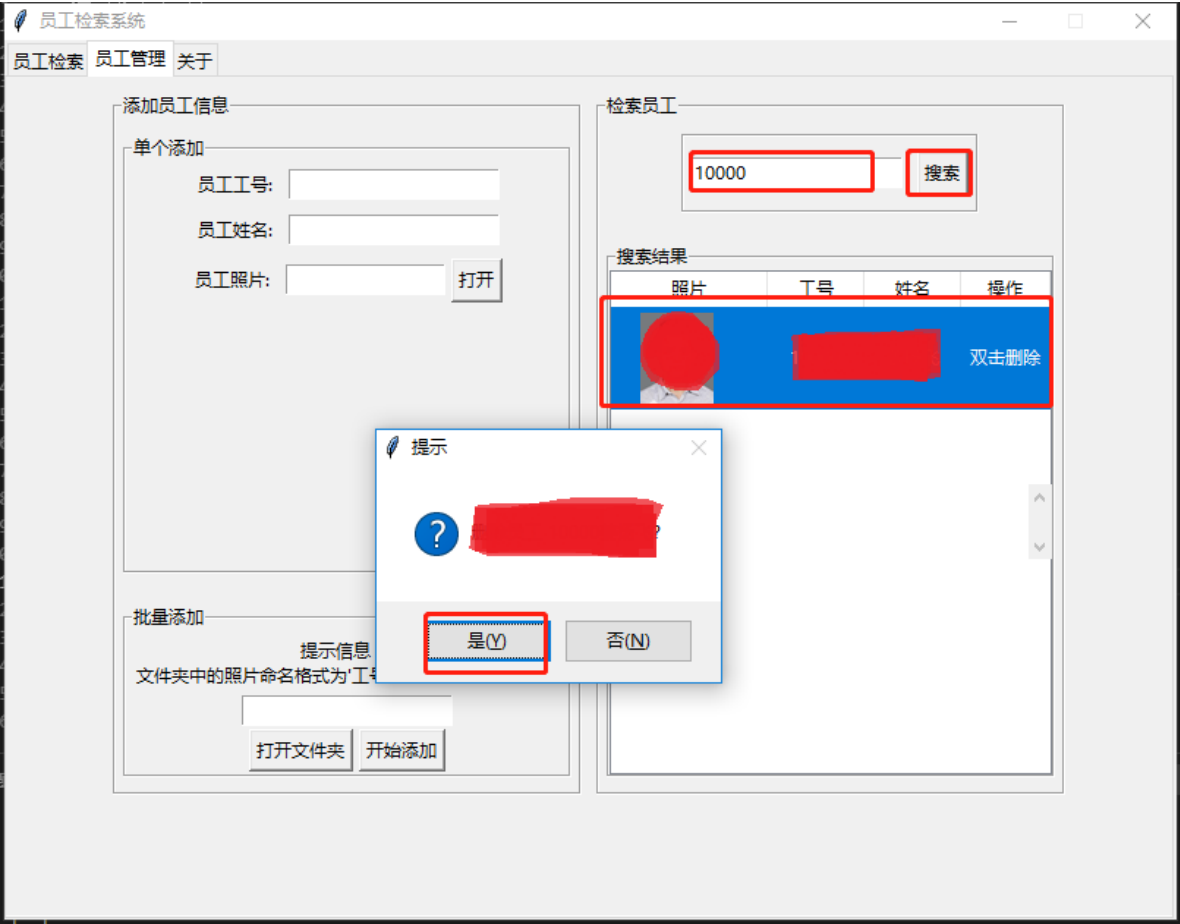 员工检索系统
员工检索 员工管理 关于
添加员工信息
单个添加
员工工号:
员工姓名:
员工照片: 打开
批量添加
提示信息
文件夹中的照片命名格式为'工
打开文件夹 开始添加
检索员工
10000 搜索
搜索结果
照片 工号 姓名 操作
双击删除
提示
?
是(Y) 否(N)